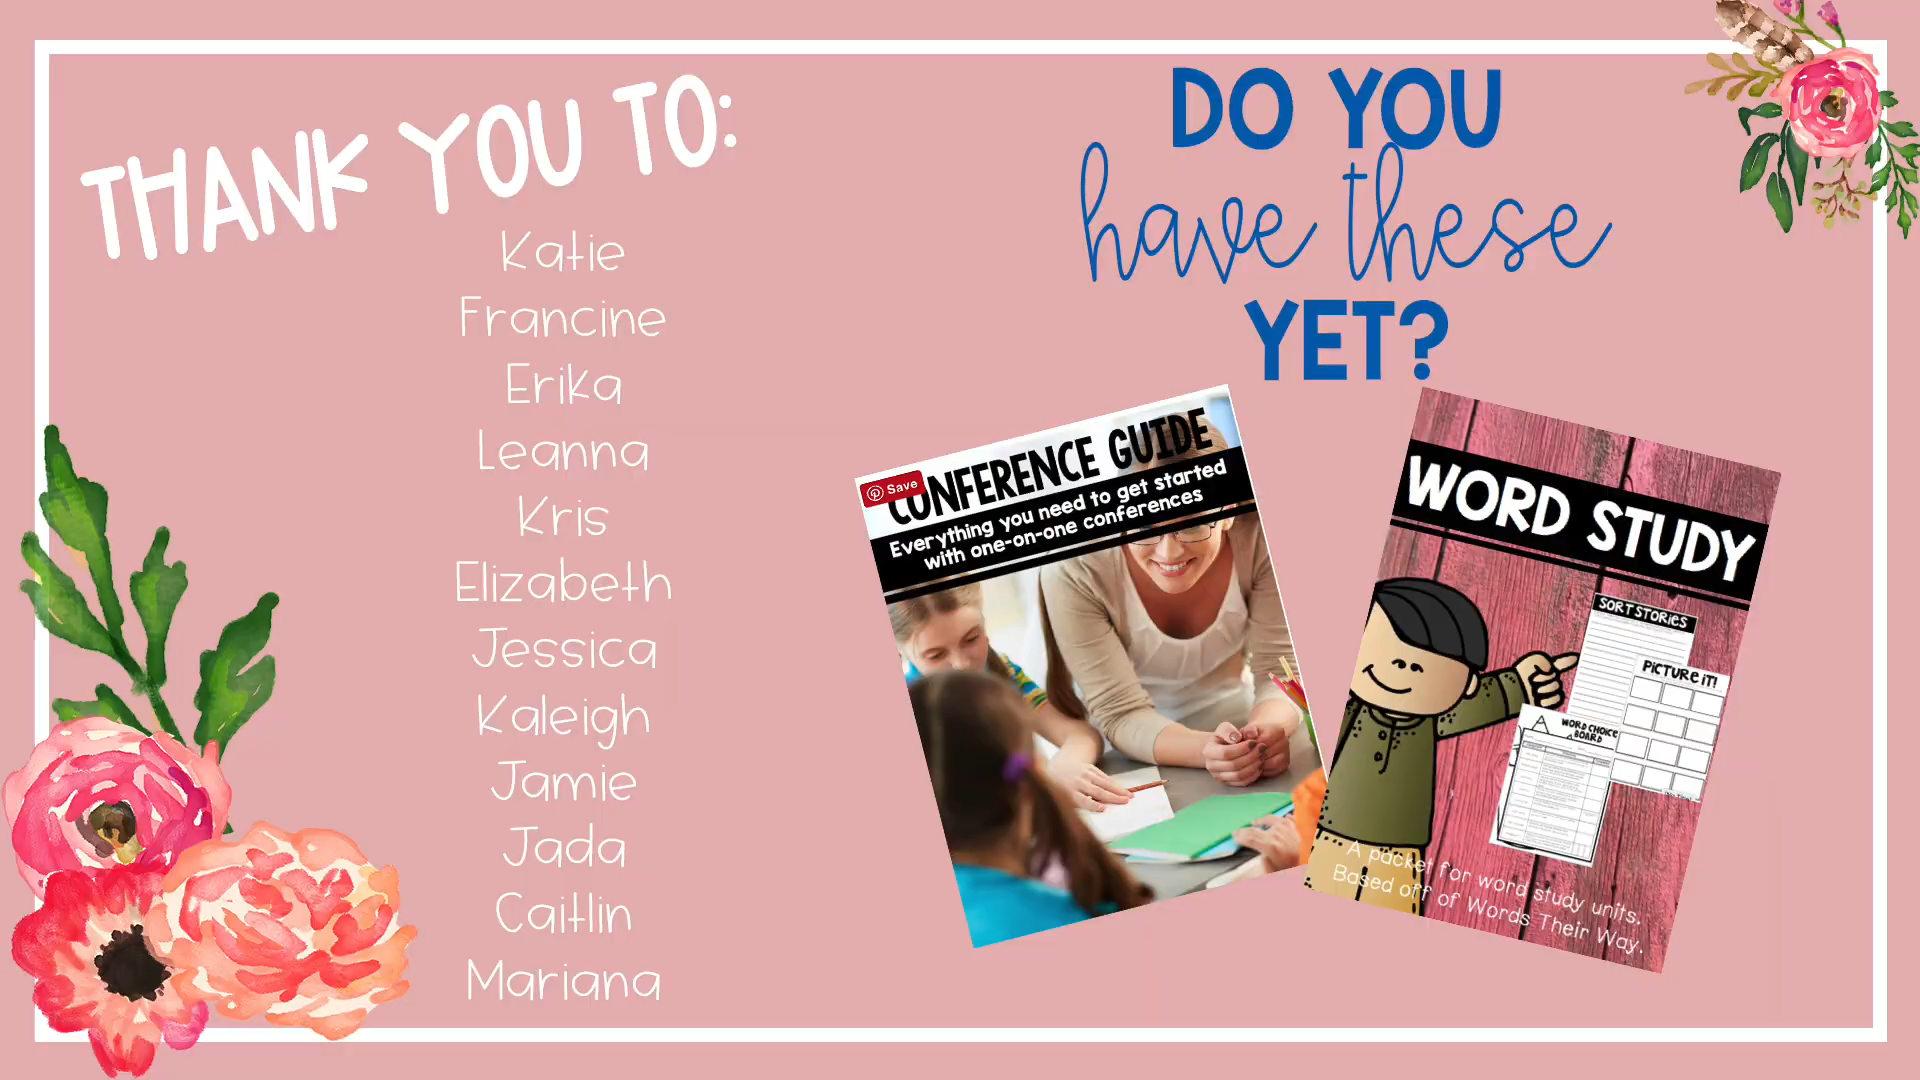 THANK YOU TO:
Katie
Francine
Erika
Leanna
Kris
Elizabeth
Jessica
Kaleigh
Jamie
Jada
Caitlin
Mariana
DO YOU
have these
YET?
Save
CONFERENCE GUIDE
Everything you need to get started
with one-on-one conferences
WORD STUDY
SORT STORIES
PICTURE IT!
A WORD CHOICE
BOARD
A packet for word study units.
Based off of Words Their Way.